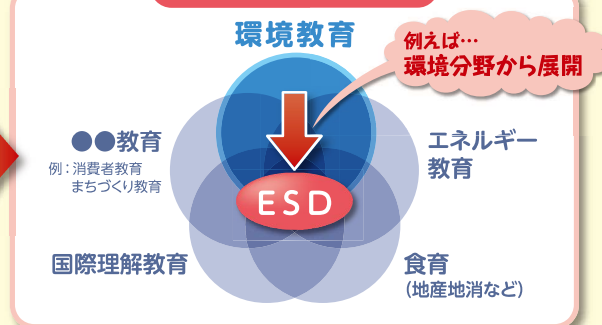 環境教育
例えば…
環境分野から展開
●●教育
例：消費者教育
まちづくり教育
エネルギー
教育
ESD
国際理解教育
食育
（地産地消など）